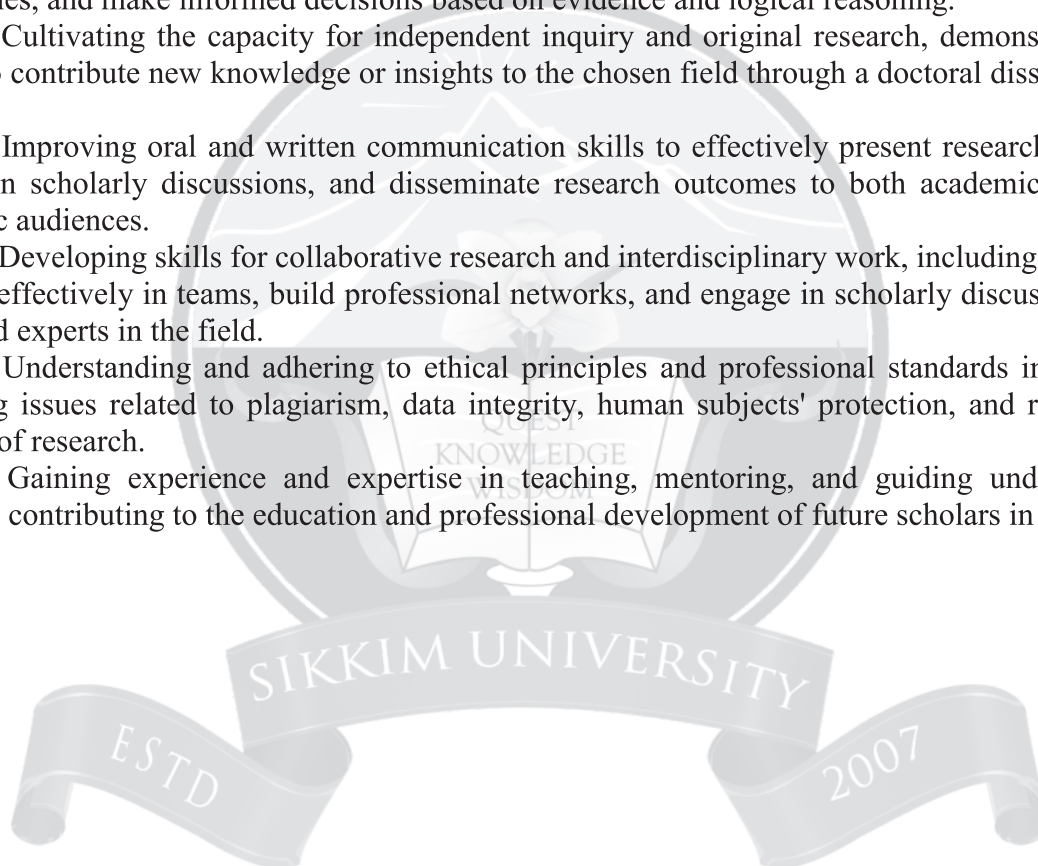 and make informed decisions based on evidence and logical reasoning.
Cultivating the capacity for independent inquiry and original research,
contribute new knowledge or insights to the chosen field through a doctoral
Improving oral and written communication skills to effectively present research
scholarly discussions, and disseminate research outcomes to both academic
audiences.
Developing skills for collaborative research and interdisciplinary work, including
effectively in teams, build professional networks, and engage in scholarly
experts in the field.
Understanding and adhering to ethical principles and professional standards
issues related to plagiarism, data integrity, human subjects' protection, and
of research.
QUEST
KNOWLEDGE
WISDOM
Gaining experience and expertise in teaching, mentoring, and guiding
contributing to the education and professional development of future scholars in
SIKKIM UNIVERSITY
ESTD
2007